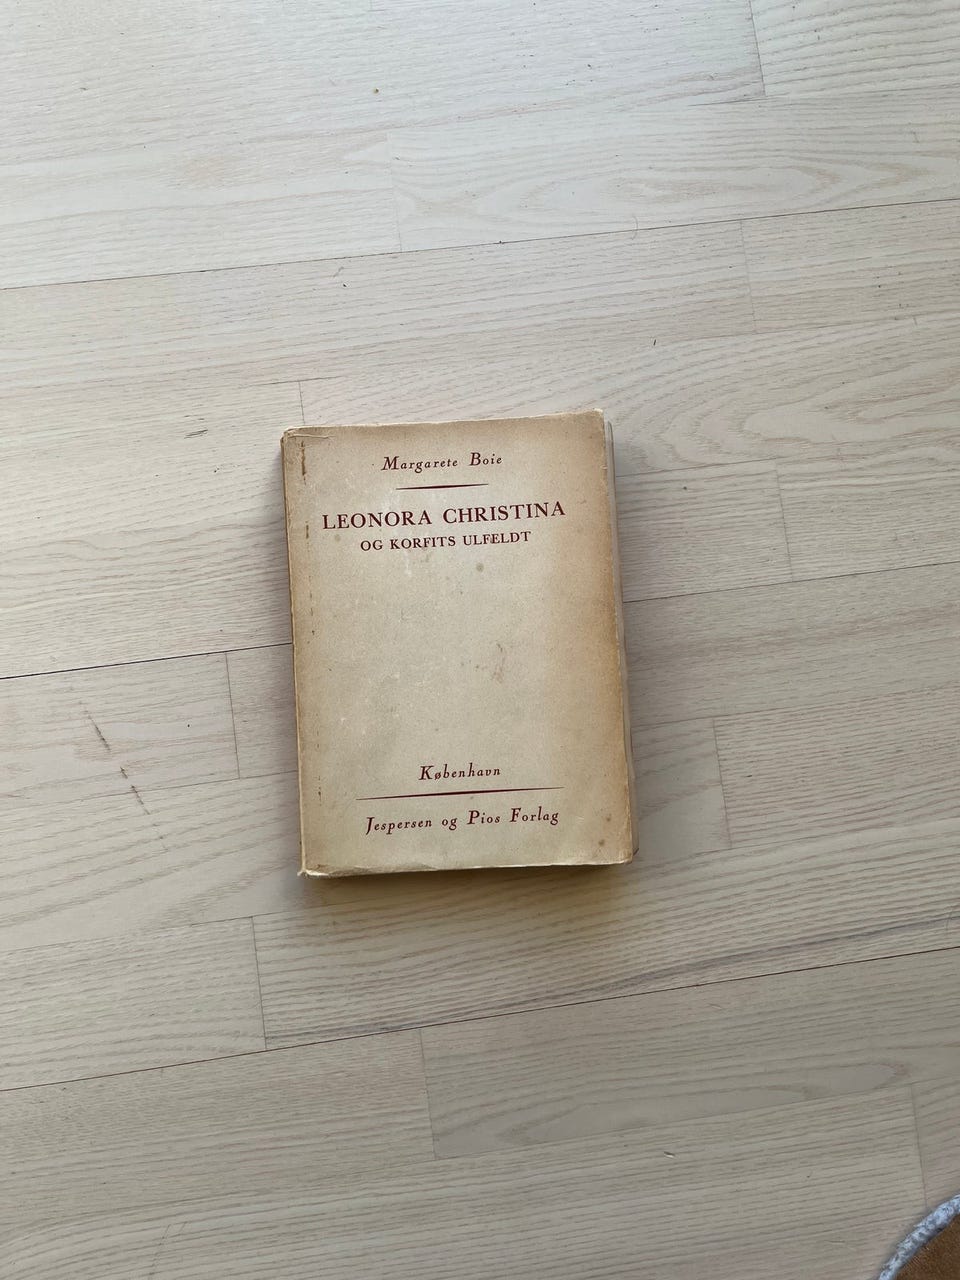 Margarete Boie
LEONORA CHRISTINA
OG KORFITS ULFELDT
København
Jespersen og Pios Forlag